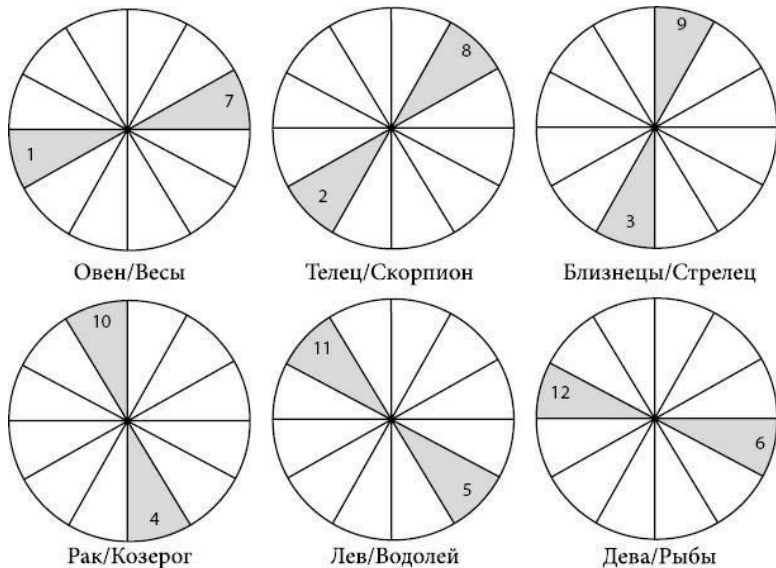 7
1
Овен/Весы
8
2
Телец/Скорпион
9
3
Близнецы/Стрелец
10
4
Рак/Козерог
11
5
Лев/Водолей
12
6
Дева/Рыбы